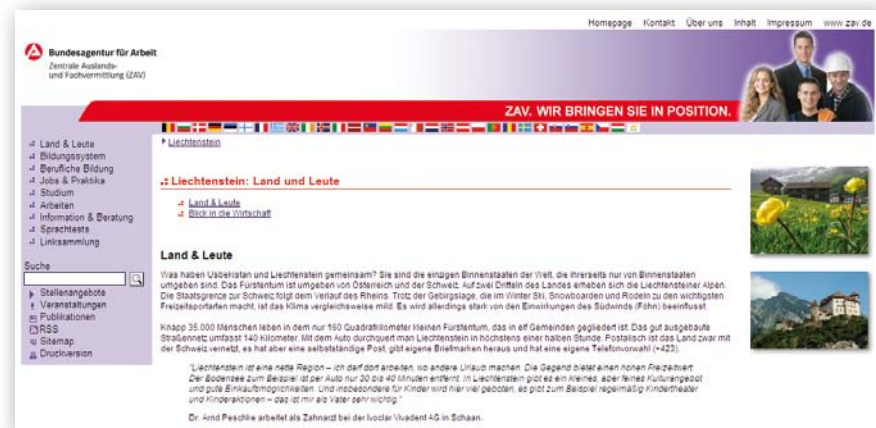 Homepage Kontakt Über uns Inhalt Impressum www.zav.de
Bundesagentur für Arbeit
Zentrale Auslands-
und Fachvermittlung (ZAV)
ZAV. WIR BRINGEN SIE IN POSITION.
Land & Leute
Bildungssystem
Berufliche Bildung
Jobs & Praktika
Studium
Arbeiten
Information & Beratung
Sprachtests
Linksammlung
Suche
Stellenangebote
Veranstaltungen
Publikationen
RSS
Sitemap
Druckversion
Liechtenstein
Liechtenstein: Land und Leute
Land & Leute
Blick in die Wirtschaft
Land & Leute
Was haben Usbekistan und Liechtenstein gemeinsam? Sie sind die einzigen Binnenstaaten der Welt, die ihrerseits nur von Binnenstaaten
umgeben sind. Das Fürstentum ist umgeben von Österreich und der Schweiz. Auf zwei Dritteln des Landes erheben sich die Liechtensteiner Alpen.
Die Staatsgrenze zur Schweiz folgt dem Verlauf des Rheins. Trotz der Gebirgslage, die im Winter Ski, Snowboarden und Rodeln zu den wichtigsten
Freizeitsportarten macht, ist das Klima vergleichsweise mild. Es wird allerdings stark von den Einwirkungen des Südwinds (Föhn) beeinflusst.
Knapp 35.000 Menschen leben in dem nur 160 Quadratkilometer kleinen Fürstentum, das in elf Gemeinden gegliedert ist. Das gut ausgebaute
Straßennetz umfasst 140 Kilometer. Mit dem Auto durchquert man Liechtenstein in höchstens einer halben Stunde. Postalisch ist das Land zwar mit
der Schweiz vernetzt, es hat aber eine selbstständige Post, gibt eigene Briefmarken heraus und hat eine eigene Telefonvorwahl (+423).
"Liechtenstein ist eine nette Region – ich darf dort arbeiten, wo andere Urlaub machen. Die Gegend bietet einen hohen Freizeitwert.
Der Bodensee zum Beispiel ist per Auto nur 30 bis 40 Minuten entfernt. In Liechtenstein gibt es ein kleines, aber feines Kulturangebot
und gute Einkaufsmöglichkeiten. Und insbesondere für Kinder wird hier viel geboten, es gibt zum Beispiel regelmäßig Kindertheater
und Kinderaktionen – das ist mir als Vater sehr wichtig."
Dr. Arnd Peschke arbeitet als Zahnarzt bei der Ivoclar Vivadent AG in Schaan.